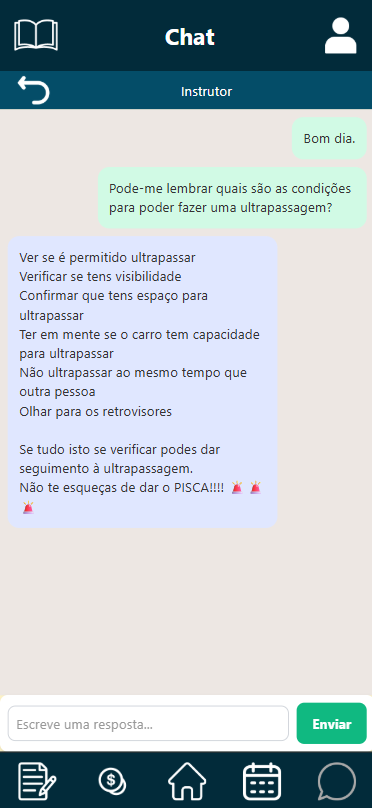 Chat
Instrutor
Bom dia.
Pode-me lembrar quais são as condições
para poder fazer uma ultrapassagem?
Ver se é permitido ultrapassar
Verificar se tens visibilidade
Confirmar que tens espaço para
ultrapassar
Ter em mente se o carro tem capacidade
para ultrapassar
Não ultrapassar ao mesmo tempo que
outra pessoa
Olhar para os retrovisores
Se tudo isto se verificar podes dar
seguimento à ultrapassagem.
Não te esqueças de dar o PISCA!!!! 🚨 🚨
🚨
Escreve uma resposta...
Enviar
$